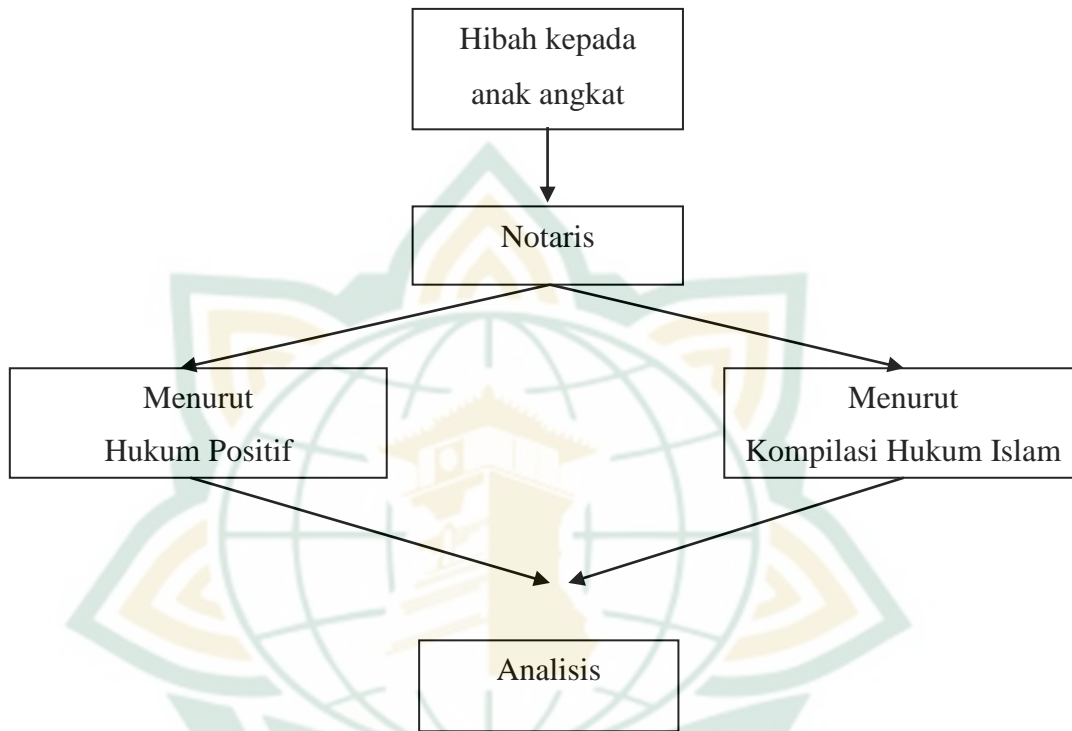 Hibah kepada
anak angkat
Notaris
Menurut
Hukum Positif
Menurut
Kompilasi Hukum Islam
Analisis